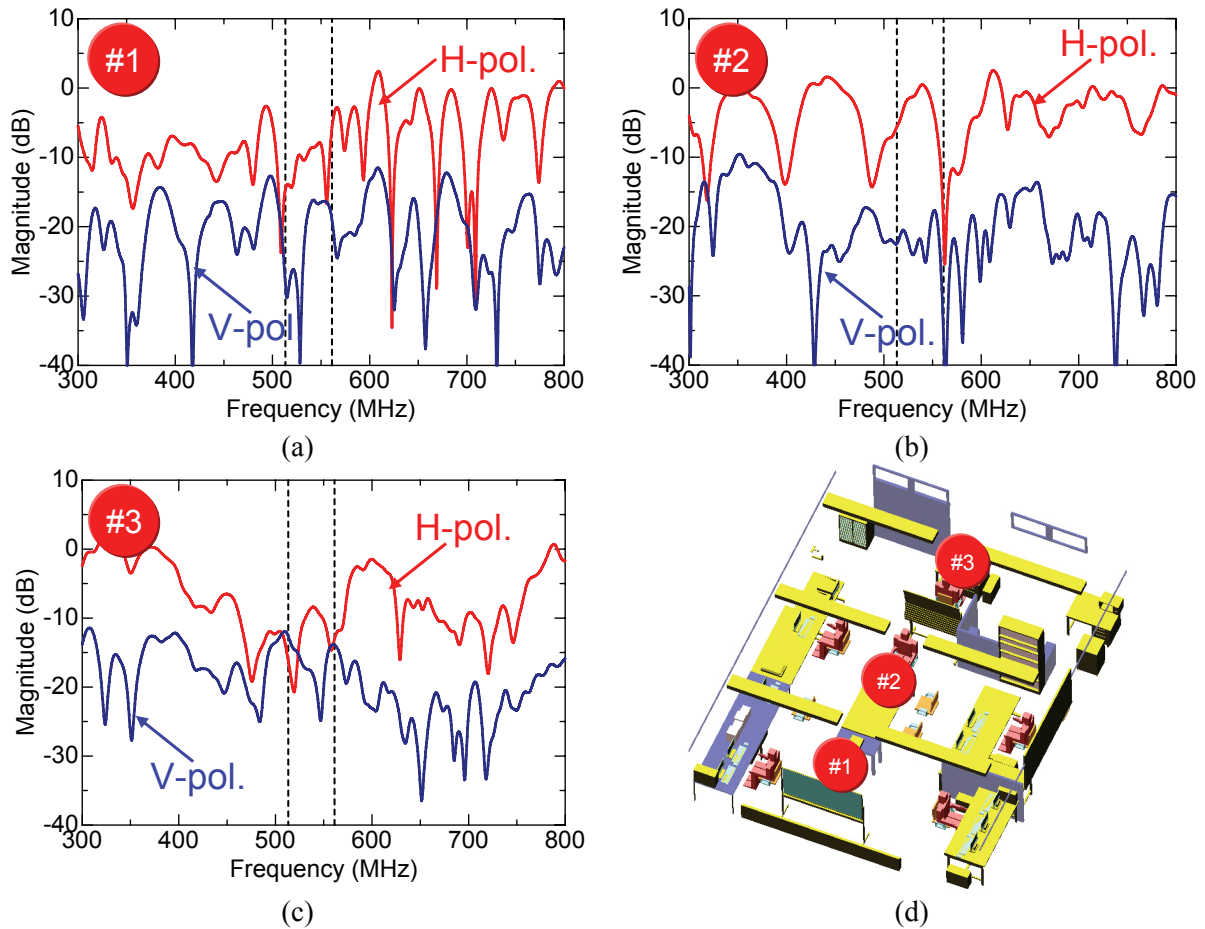 10
0
-10
-20
-30
-40
Magnitude (dB)
#1
H-pol.
V-pol
300 400 500 600 700 800
Frequency (MHz)
(a)
10
0
-10
-20
-30
-40
Magnitude (dB)
#2
H-pol.
V-pol.
300 400 500 600 700 800
Frequency (MHz)
(b)
10
0
-10
-20
-30
-40
Magnitude (dB)
#3
H-pol.
V-pol.
300 400 500 600 700 800
Frequency (MHz)
(c)
#3
#2
#1
(d)